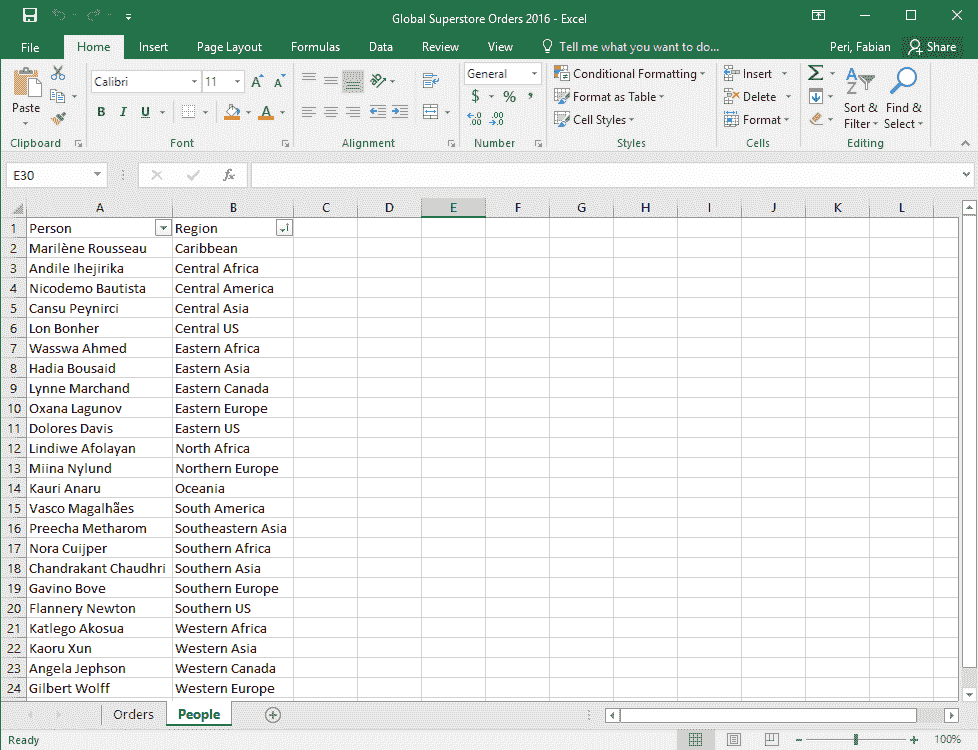 Global Superstore Orders 2016 - Excel
File Home Insert Page Layout Formulas Data Review View Tell me what you want to do... Peri, Fabian Share
Paste
Calibri 11
B I U A
General
$ % ,
Conditional Formatting
Format as Table
Cell Styles
Insert
Delete
Format
Sort & Filter
Find & Select
Clipboard Font Alignment Number Styles Cells Editing
E30 fx
A B C D E F G H I J K L
1 Person Region
2 Marilène Rousseau Caribbean
3 Andile Ihejirika Central Africa
4 Nicodemo Bautista Central America
5 Cansu Peynirci Central Asia
6 Lon Bonher Central US
7 Wasswa Ahmed Eastern Africa
8 Hadia Bousaid Eastern Asia
9 Lynne Marchand Eastern Canada
10 Oxana Lagunov Eastern Europe
11 Dolores Davis Eastern US
12 Lindiwe Afolayan North Africa
13 Miina Nylund Northern Europe
14 Kauri Anaru Oceania
15 Vasco Magalhães South America
16 Preecha Metharom Southeastern Asia
17 Nora Cuijper Southern Africa
18 Chandrakant Chaudhri Southern Asia
19 Gavino Bove Southern Europe
20 Flannery Newton Southern US
21 Katlego Akosua Western Africa
22 Kaoru Xun Western Asia
23 Angela Jephson Western Canada
24 Gilbert Wolff Western Europe
Orders People
Ready 100%